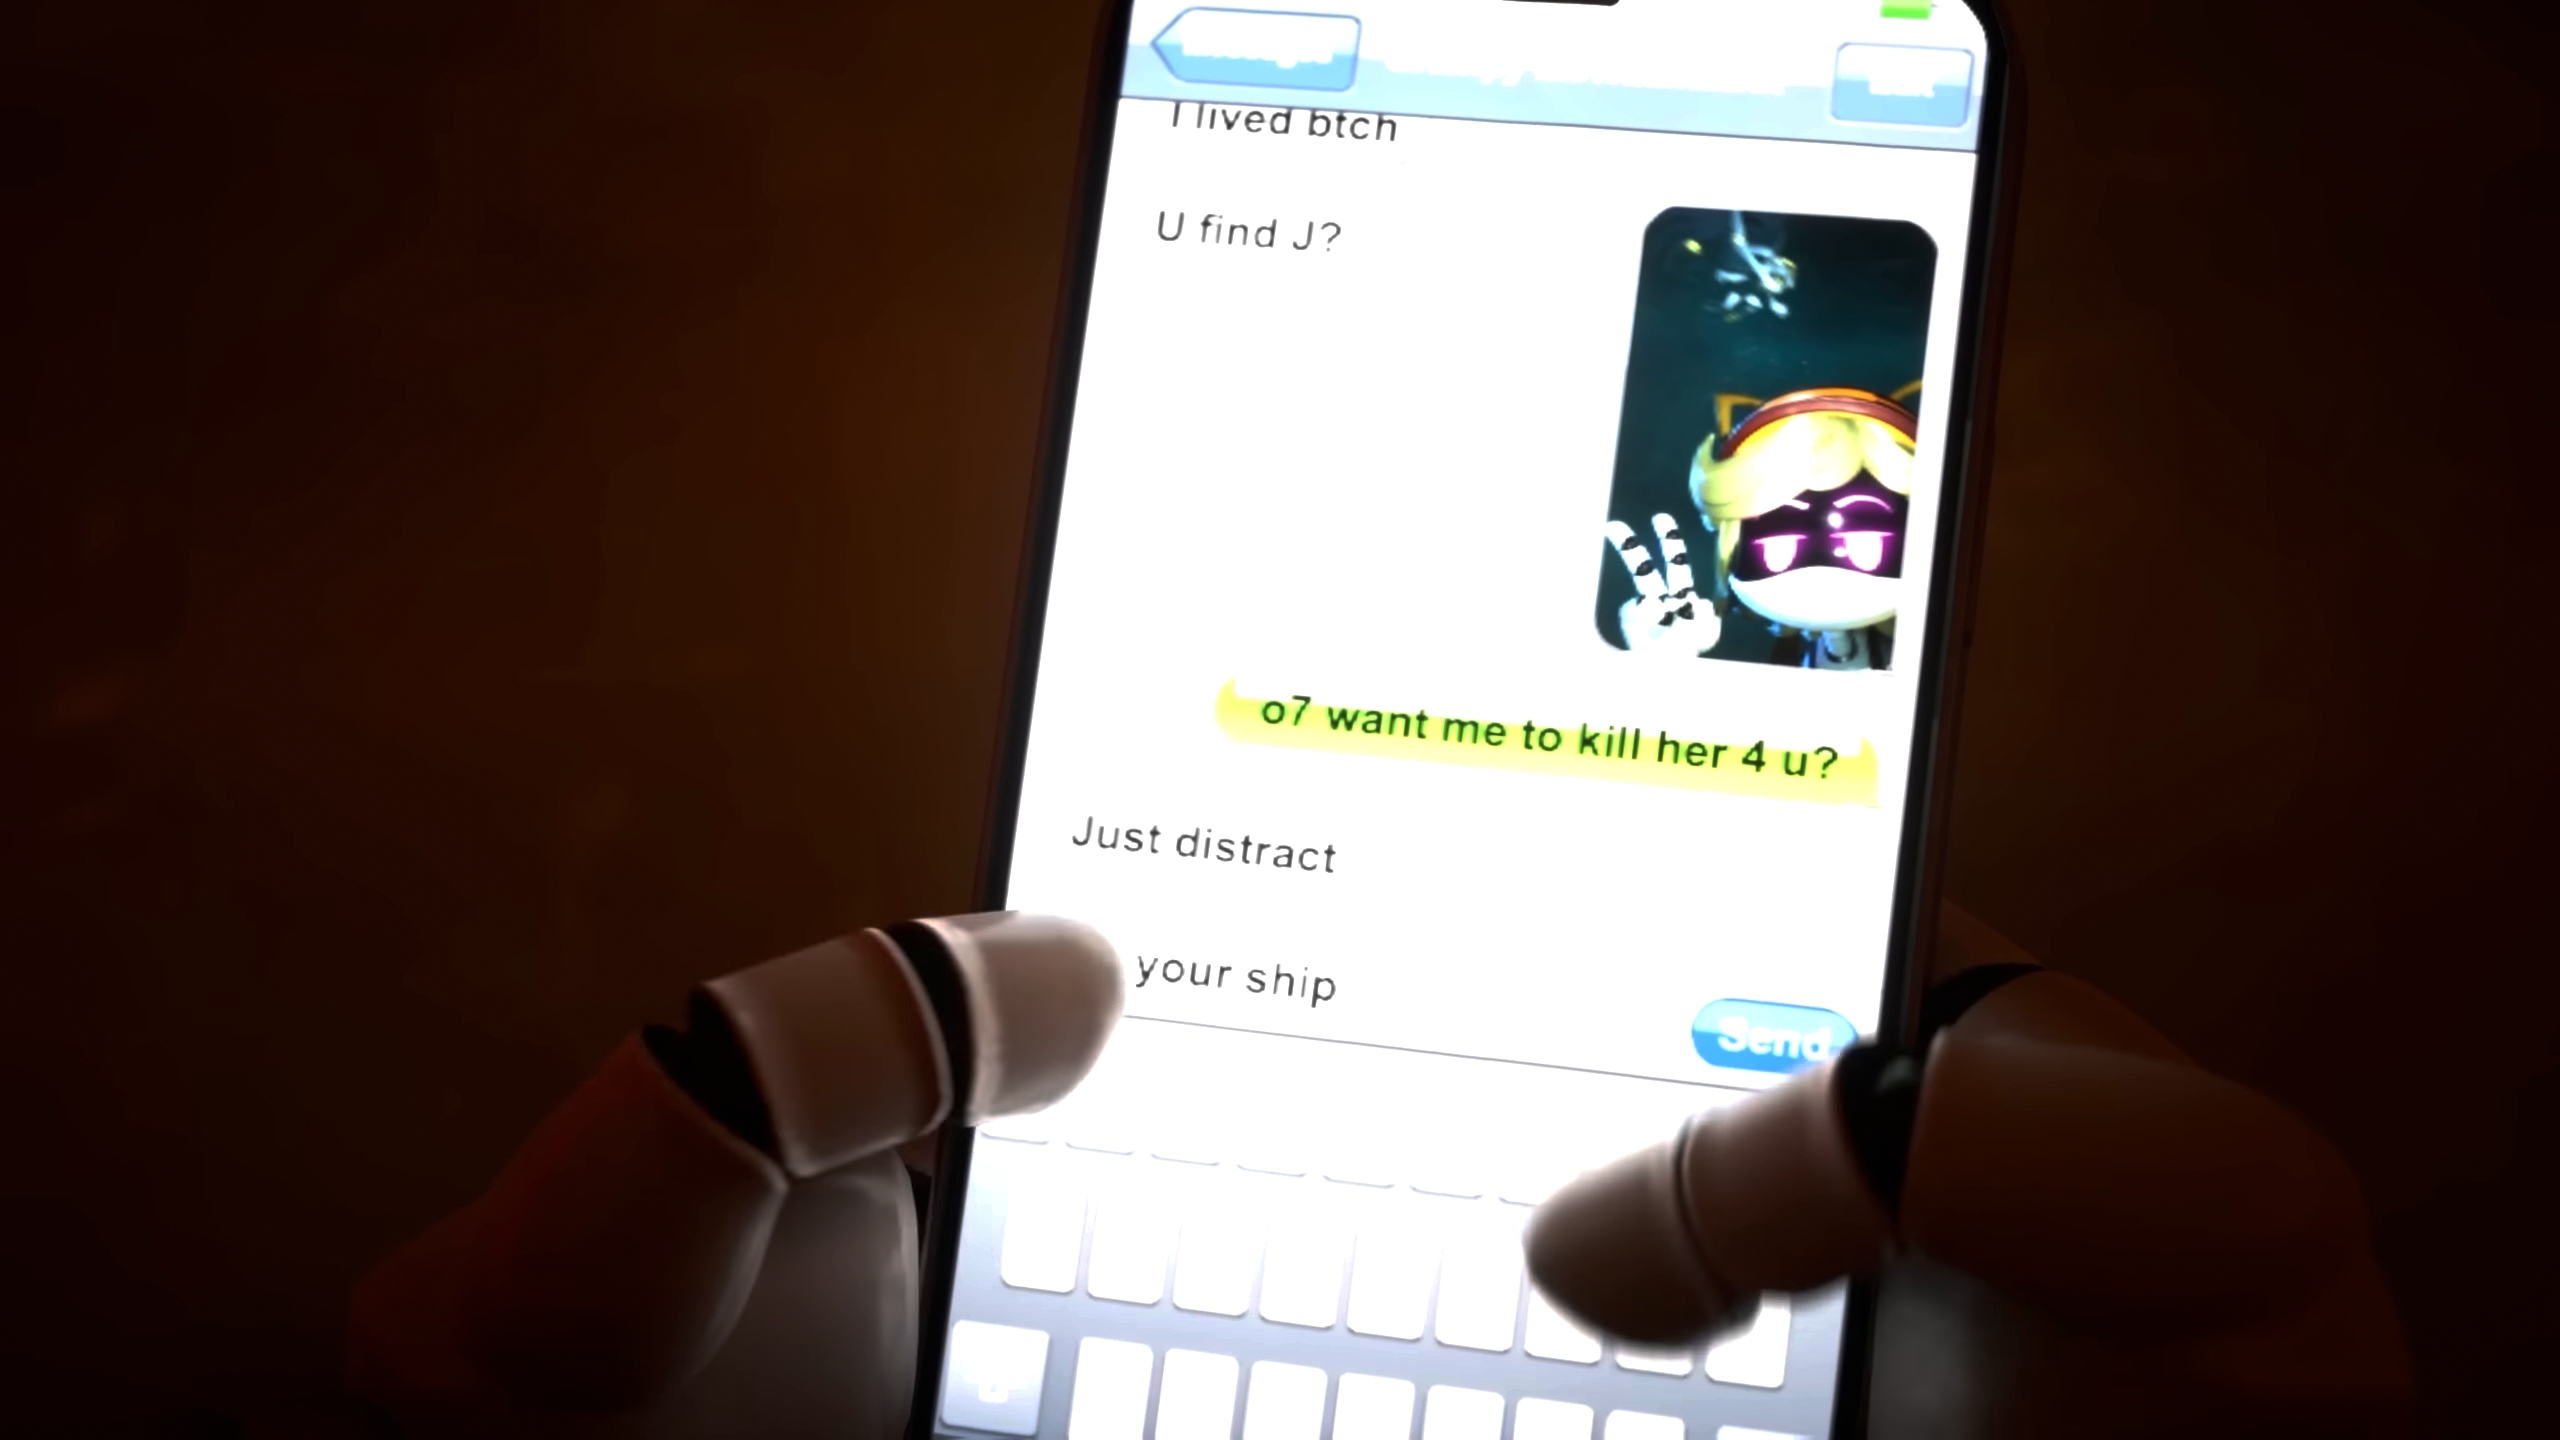 I lived btch
U find J?
o7 want me to kill her 4 u?
Just distract
your ship
Send